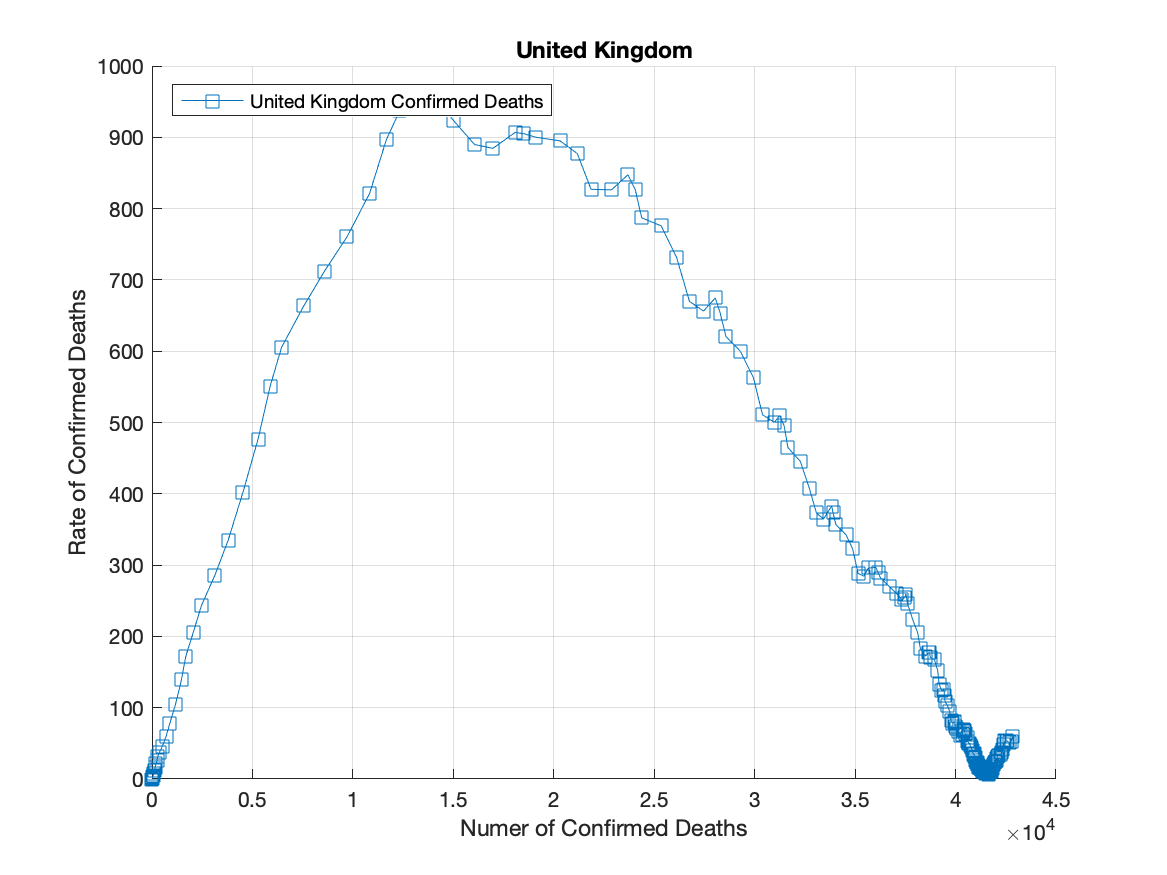 United Kingdom
United Kingdom Confirmed Deaths
Rate of Confirmed Deaths
1000
900
800
700
600
500
400
300
200
100
0
0 0.5 1 1.5 2 2.5 3 3.5 4 4.5
Numer of Confirmed Deaths
×10⁴